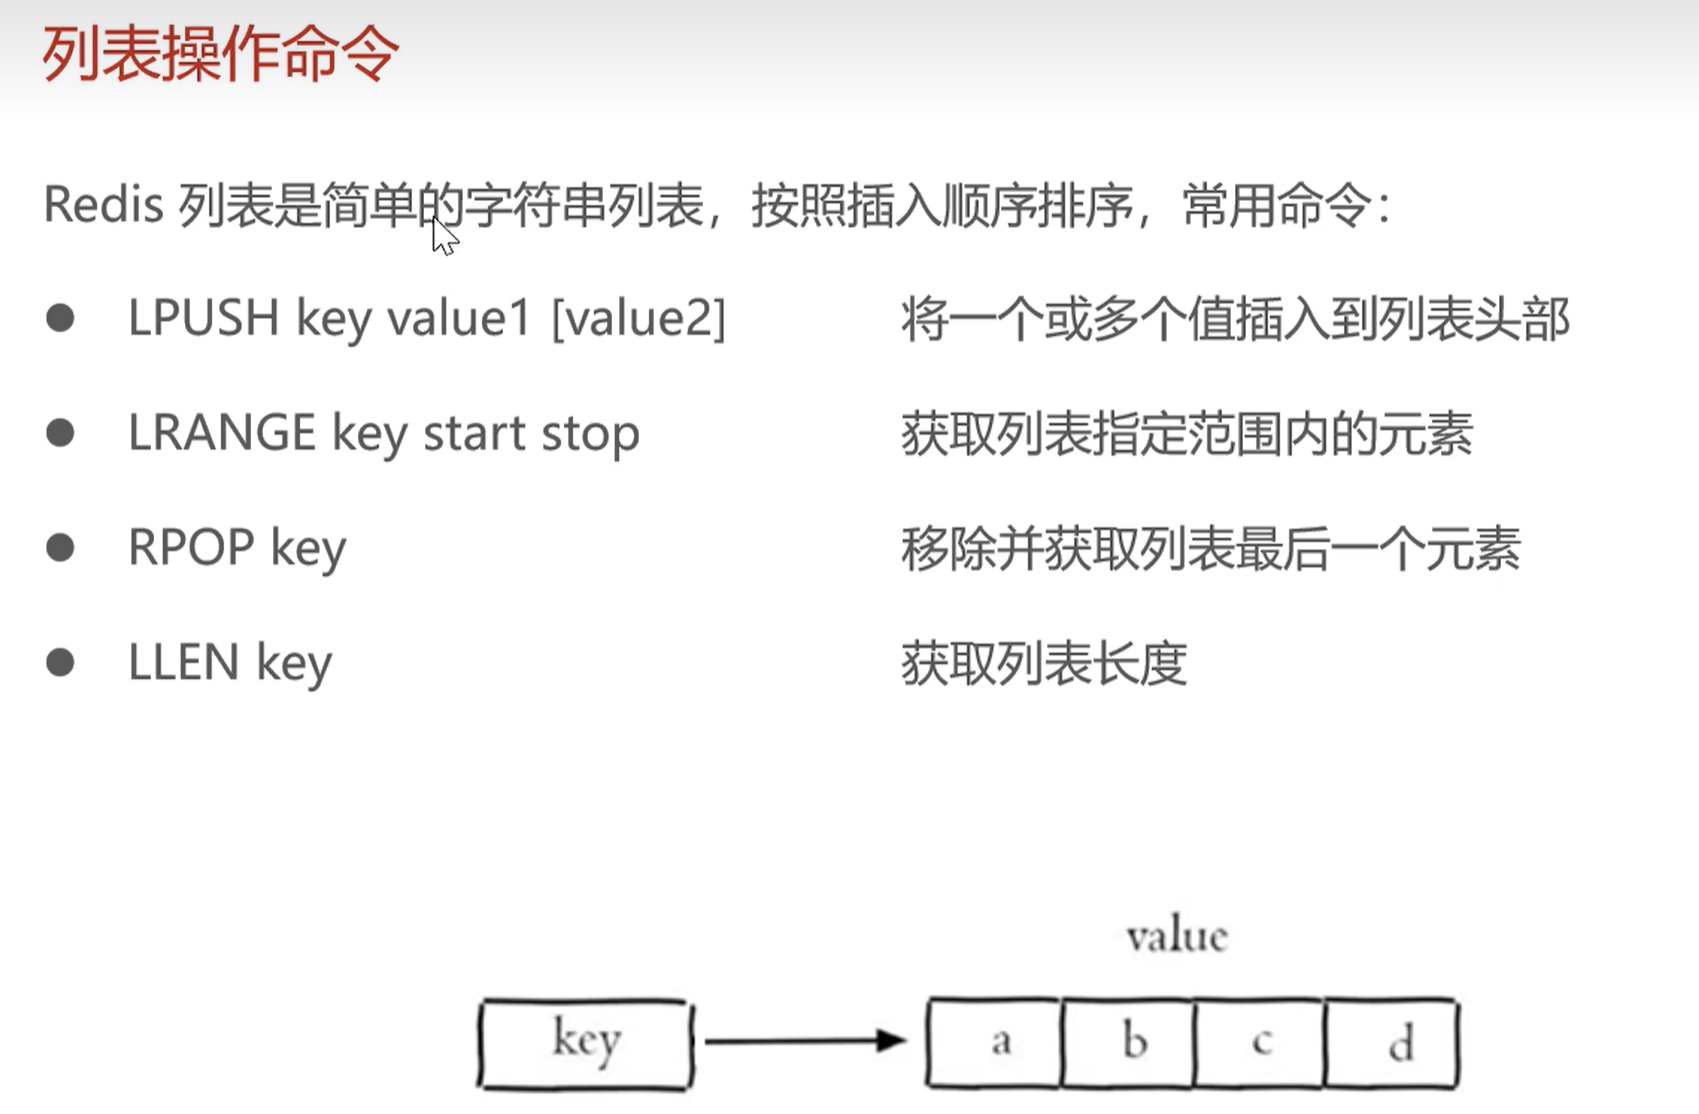 列表操作命令
Redis 列表是简单的字符串列表，按照插入顺序排序，常用命令：
● LPUSH key value1 [value2] 将一个或多个值插入到列表头部
● LRANGE key start stop 获取列表指定范围内的元素
● RPOP key 移除并获取列表最后一个元素
● LLEN key 获取列表长度
value
key a b c d